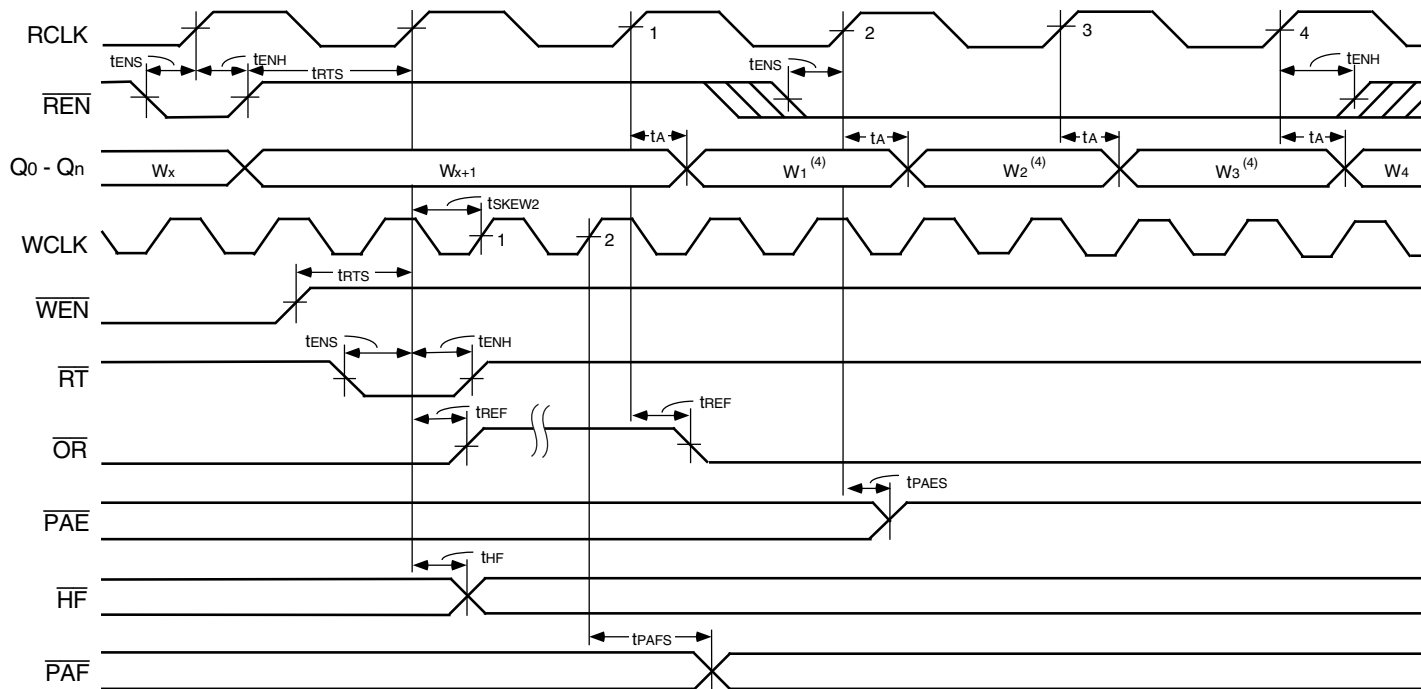 RCLK 1 2 3 4
tENS tENH tRTS tENS tENH
REN
tA tA tA tA
Q0 - Qn Wx Wx+1 W1(4) W2(4) W3(4) W4
tSKEW2
WCLK 1 2
tRTS
WEN
tENS tENH
RT
tREF tREF
OR
tPAES
PAE
tHF
HF
tPAFS
PAF